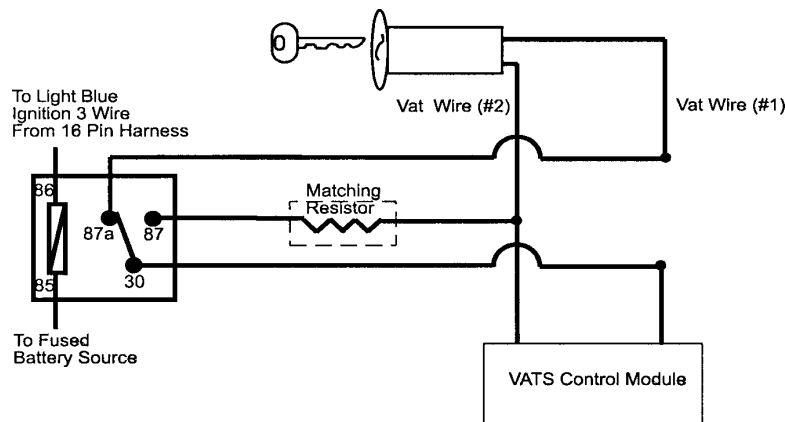 Vat Wire (#2)
Vat Wire (#1)
To Light Blue
Ignition 3 Wire
From 16 Pin Harness
86
87a
87
30
85
Matching
Resistor
To Fused
Battery Source
VATS Control Module